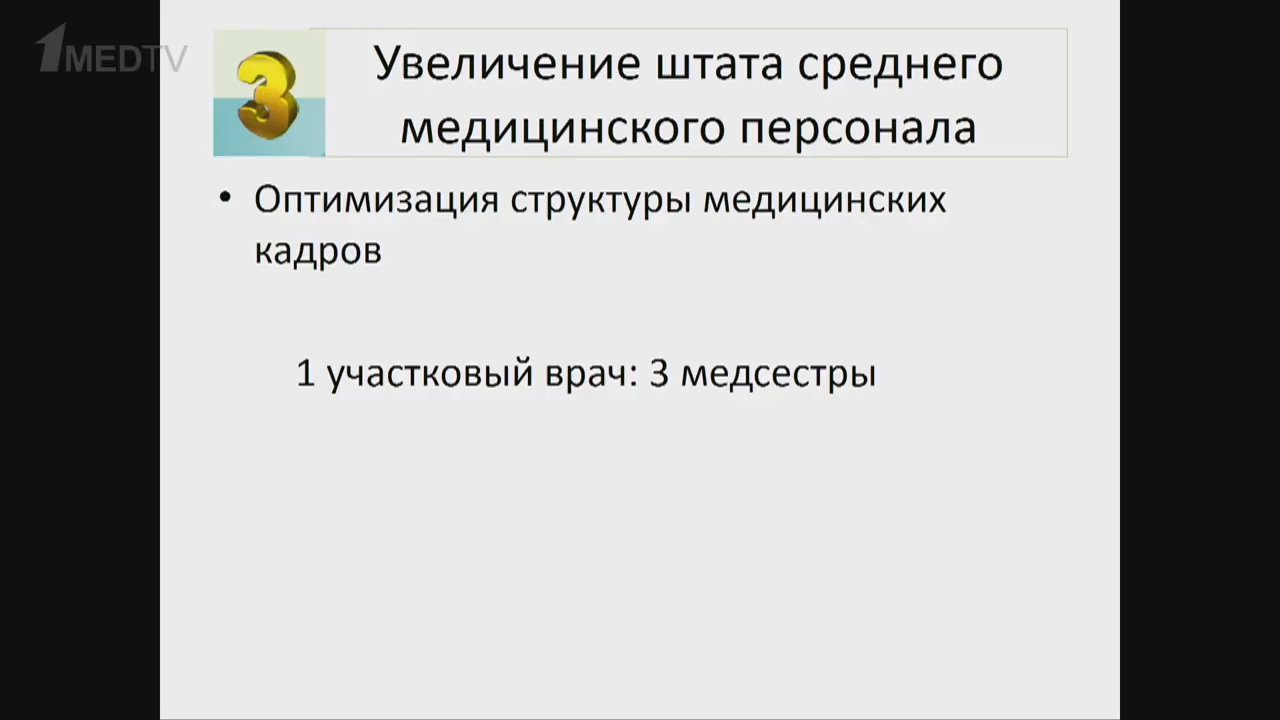 1MEDTV
3
Увеличение штата среднего
медицинского персонала
• Оптимизация структуры медицинских
кадров
1 участковый врач: 3 медсестры